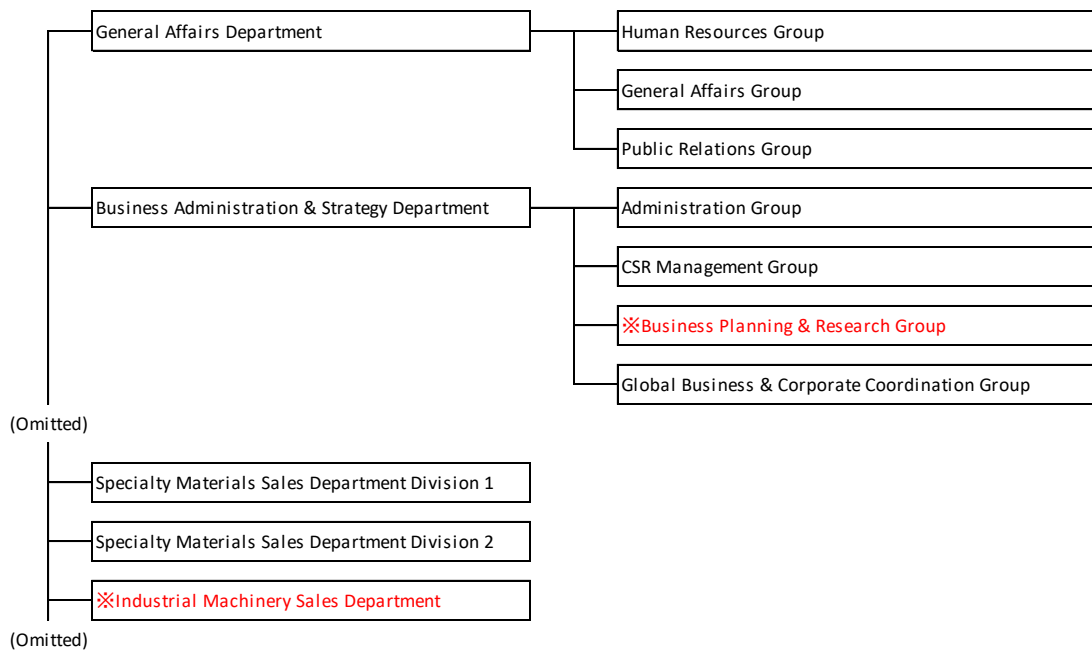 General Affairs Department
Human Resources Group
General Affairs Group
Public Relations Group
Business Administration & Strategy Department
Administration Group
CSR Management Group
※Business Planning & Research Group
Global Business & Corporate Coordination Group
(Omitted)
Specialty Materials Sales Department Division 1
Specialty Materials Sales Department Division 2
※Industrial Machinery Sales Department
(Omitted)